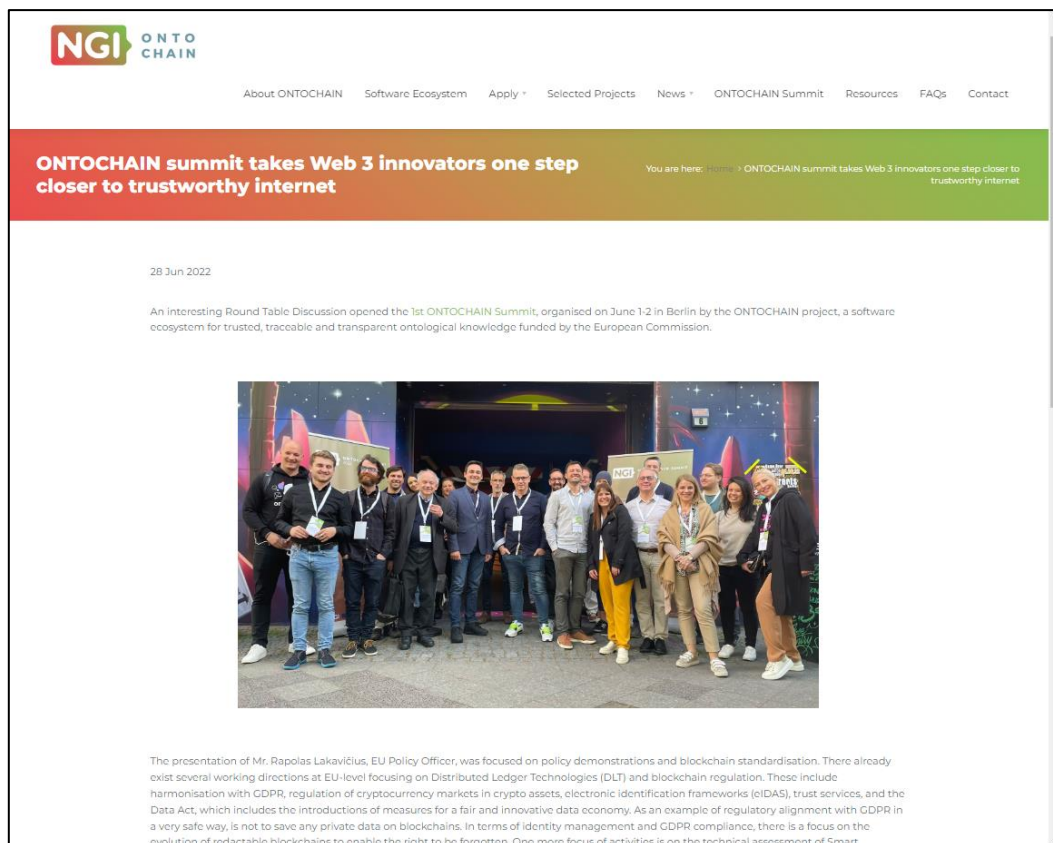 NGI ONTO
CHAIN
About ONTOCHAIN Software Ecosystem Apply Selected Projects News ONTOCHAIN Summit Resources FAQs Contact
ONTOCHAIN summit takes Web 3 innovators one step
closer to trustworthy internet
You are here: Home > ONTOCHAIN summit takes Web 3 innovators one step closer to
trustworthy internet
28 Jun 2022
An interesting Round Table Discussion opened the 1st ONTOCHAIN Summit, organised on June 1-2 in Berlin by the ONTOCHAIN project, a software
ecosystem for trusted, traceable and transparent ontological knowledge funded by the European Commission.
NGI
The presentation of Mr. Rapolas Lakavičius, EU Policy Officer, was focused on policy demonstrations and blockchain standardisation. There already
exist several working directions at EU-level focusing on Distributed Ledger Technologies (DLT) and blockchain regulation. These include
harmonisation with GDPR, regulation of cryptocurrency markets in crypto assets, electronic identification frameworks (eIDAS), trust services, and the
Data Act, which includes the introductions of measures for a fair and innovative data economy. As an example of regulatory alignment with GDPR in
a very safe way, is not to save any private data on blockchains. In terms of identity management and GDPR compliance, there is a focus on the
evolution of redactable blockchains to enable the right to be forgotten. One more focus of activities is on the technical assessment of Smart